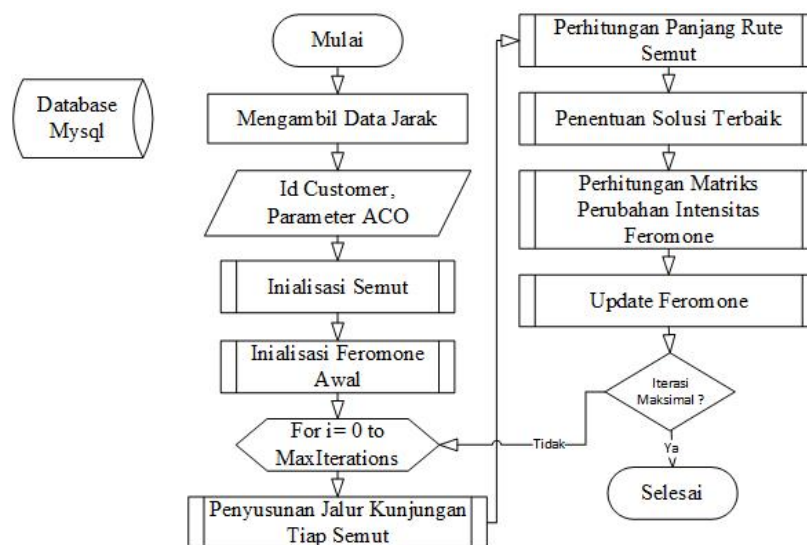 Mulai
Database
Mysql
Mengambil Data Jarak
Id Customer,
Parameter ACO
Inialisasi Semut
Inialisasi Feromone
Awal
For i= 0 to
MaxIterations
Penyusunan Jalur Kunjungan
Tiap Semut
Perhitungan Panjang Rute
Semut
Penentuan Solusi Terbaik
Perhitungan Matriks
Perubahan Intensitas
Feromone
Update Feromone
Iterasi
Maksimal ?
Tidak
Ya
Selesai